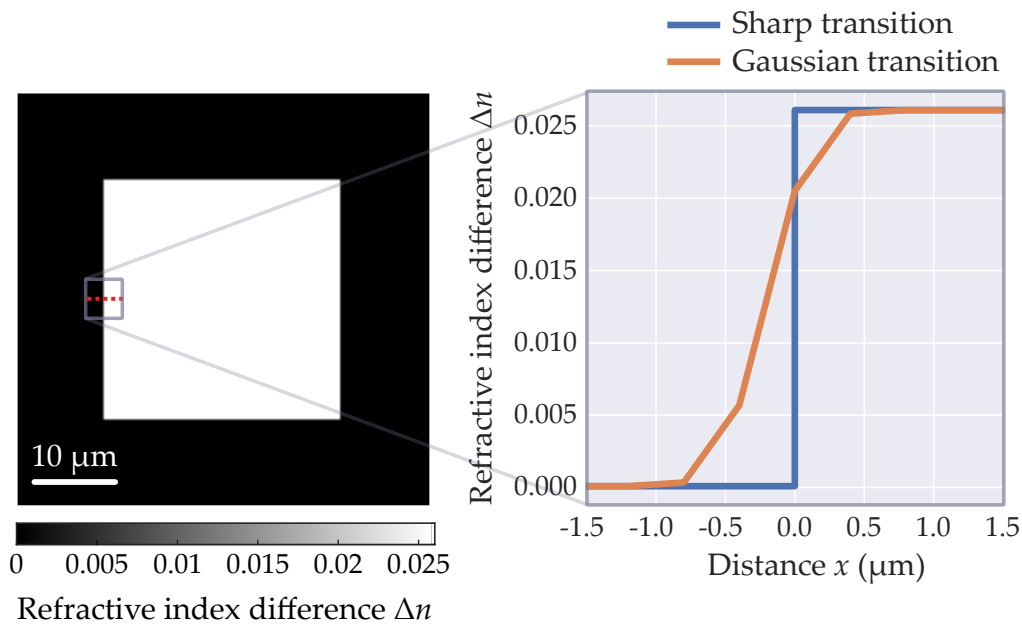 Sharp transition
Gaussian transition
10 µm
0 0.005 0.01 0.015 0.02 0.025
Refractive index difference Δn
Refractive index difference Δn
0.025
0.020
0.015
0.010
0.005
0.000
-1.5 -1.0 -0.5 0.0 0.5 1.0 1.5
Distance x (µm)